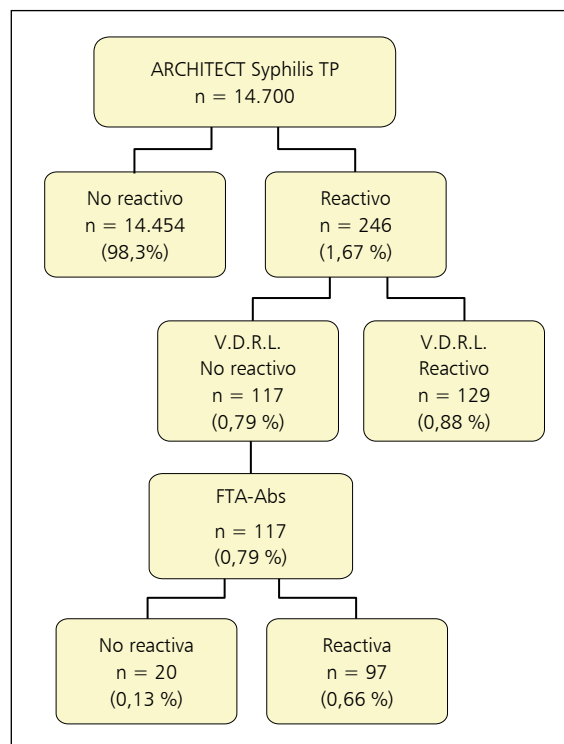 ARCHITECT Syphilis TP
n = 14.700
No reactivo
n = 14.454
(98,3%)
Reactivo
n = 246
(1,67 %)
V.D.R.L.
No reactivo
n = 117
(0,79 %)
V.D.R.L.
Reactivo
n = 129
(0,88 %)
FTA-Abs
n = 117
(0,79 %)
No reactiva
n = 20
(0,13 %)
Reactiva
n = 97
(0,66 %)